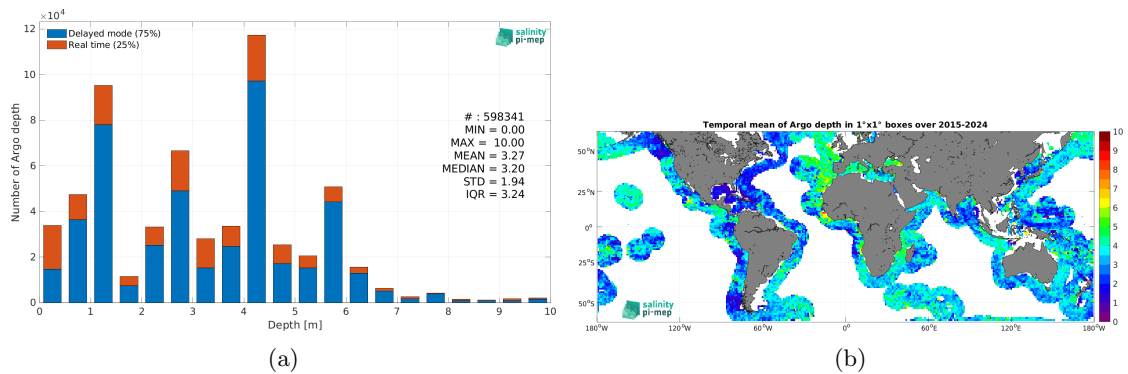 ×10⁴
12
10
8
6
4
2
0
Number of Argo depth
Delayed mode (75%)
Real time (25%)
salinity
pi-mep
# : 598341
MIN = 0.00
MAX = 10.00
MEAN = 3.27
MEDIAN = 3.20
STD = 1.94
IQR = 3.24
0 1 2 3 4 5 6 7 8 9 10
Depth [m]
(a)
Temporal mean of Argo depth in 1°x1° boxes over 2015-2024
50°N
25°N
0°
25°S
50°S
salinity
pi-mep
180°W 120°W 60°W 0° 60°E 120°E 180°W
10
9
8
7
6
5
4
3
2
1
0
(b)